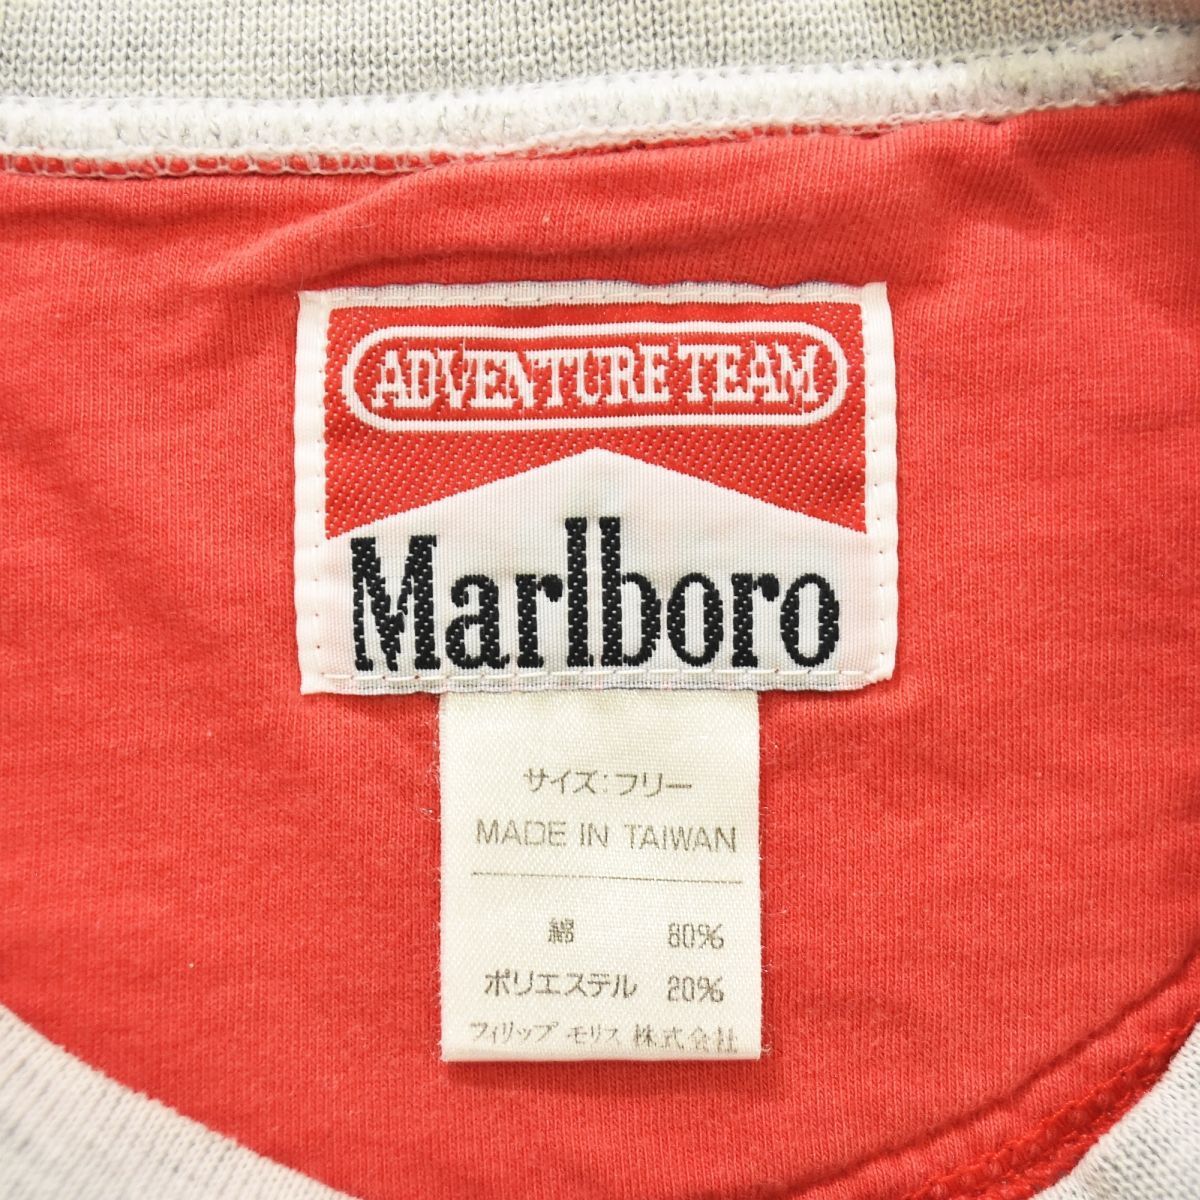 ADVENTURE TEAM
Marlboro
サイズ:フリー
MADE IN TAIWAN
綿 80%
ポリエステル 20%
フィリップ モリス 株式会社